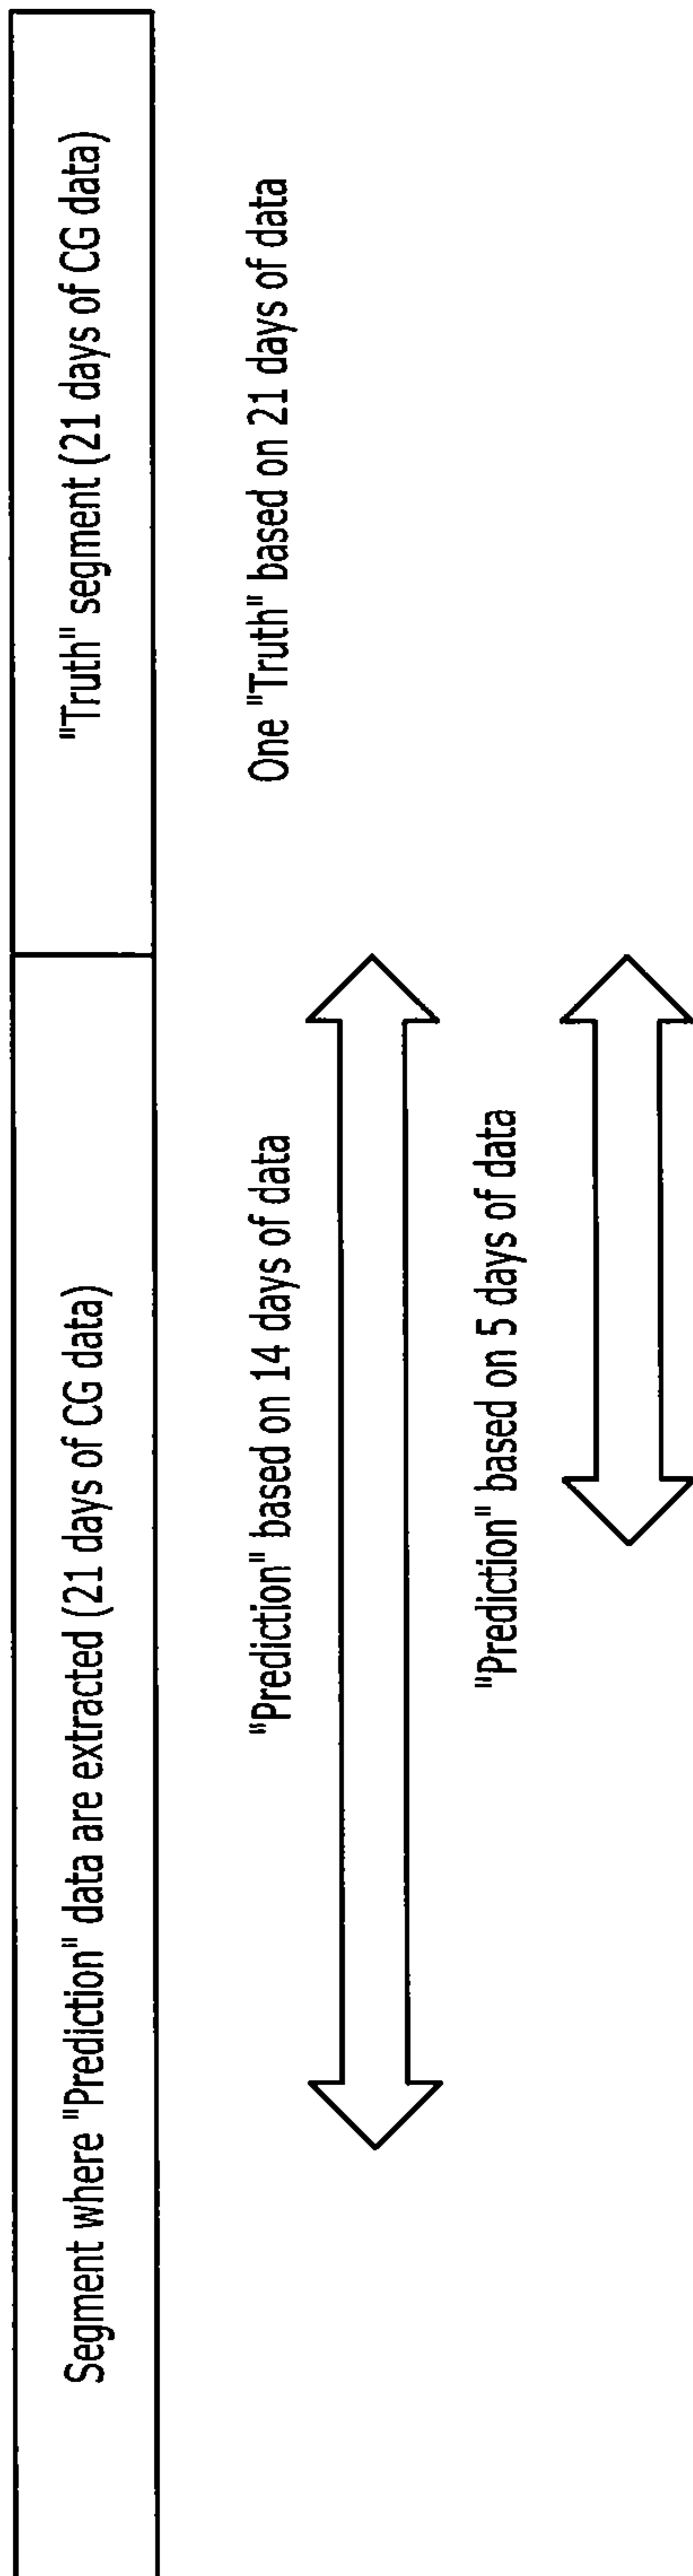 Segment where "Prediction" data are extracted (21 days of CG data)
"Truth" segment (21 days of CG data)
"Prediction" based on 14 days of data
One "Truth" based on 21 days of data
"Prediction" based on 5 days of data